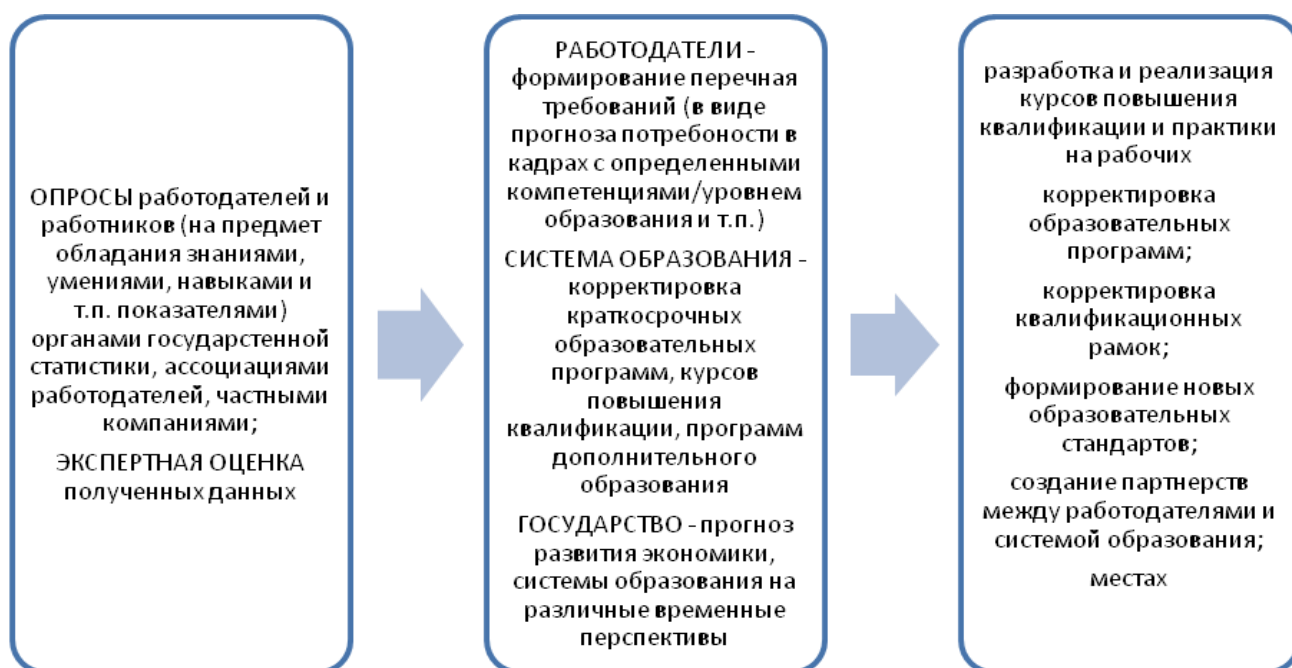 ОПРОСЫ работодателей и
работников (на предмет
обладания знаниями,
умениями, навыками и
т.п. показателями)
органами государстенной
статистики, ассоциациями
работодателей, частными
компаниями;
ЭКСПЕРТНАЯ ОЦЕНКА
полученных данных
РАБОТОДАТЕЛИ -
формирование перечная
требований (в виде
прогноза потребоности в
кадрах с определенными
компетенциями/уровнем
образования и т.п.)
СИСТЕМА ОБРАЗОВАНИЯ -
корректировка
краткосрочных
образовательных
программ, курсов
повышения
квалификации, программ
дополнительного
образования
ГОСУДАРСТВО - прогноз
развития экономики,
системы образования на
различные временные
перспективы
разработка и реализация
курсов повышения
квалификации и практики
на рабочих
корректировка
образовательных
программ;
корректировка
квалификационных
рамок;
формирование новых
образовательных
стандартов;
создание партнерств
между работодателями и
системой образования;
местах